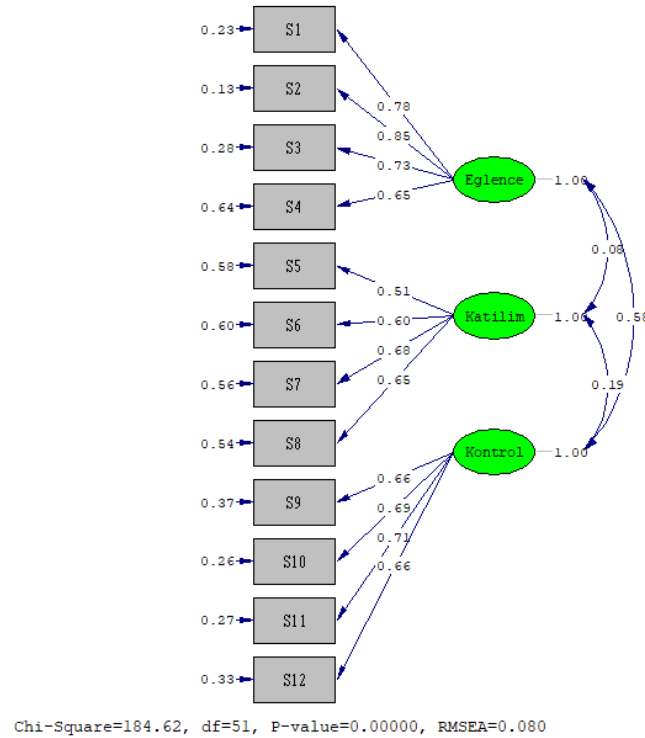 0.23 S1
0.78
0.13 S2
0.85
0.28 S3
0.73
Eglence 1.00
0.64 S4
0.65
0.08
0.58 S5
0.51
0.60 S6
0.60
Katilim 1.00
0.58
0.68
0.56 S7
0.65
0.19
0.54 S8
Kontrol 1.00
0.66
0.37 S9
0.69
0.26 S10
0.71
0.66
0.27 S11
0.33 S12
Chi-Square=184.62, df=51, P-value=0.00000, RMSEA=0.080